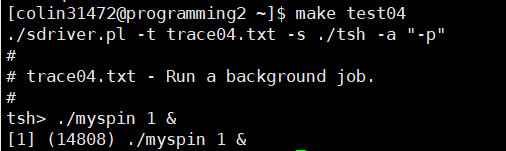 [colin31472@programming2 ~]$ make test04
./sdriver.pl -t trace04.txt -s ./tsh -a "-p"
#
# trace04.txt - Run a background job.
#
tsh> ./myspin 1 &
[1] (14808) ./myspin 1 &